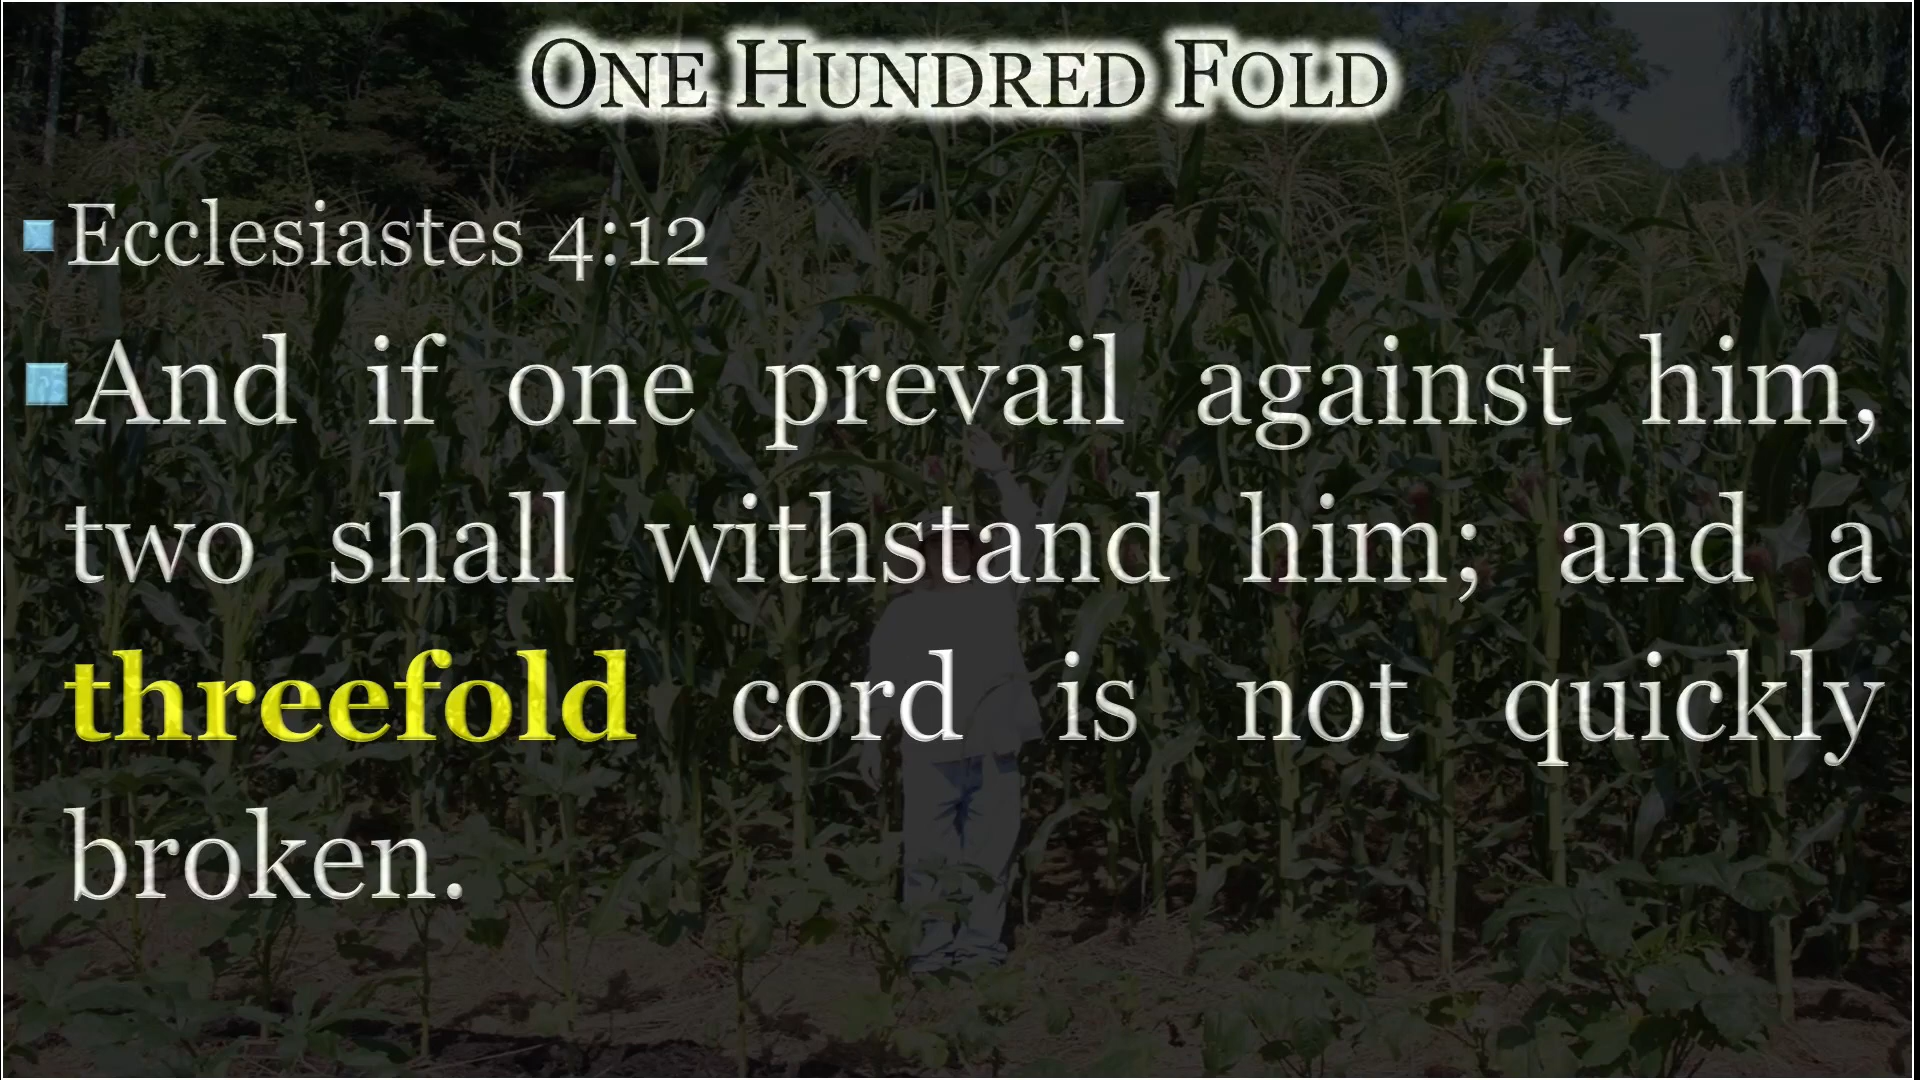 One Hundred Fold
Ecclesiastes 4:12
And if one prevail against him,
two shall withstand him; and a
threefold cord is not quickly
broken.